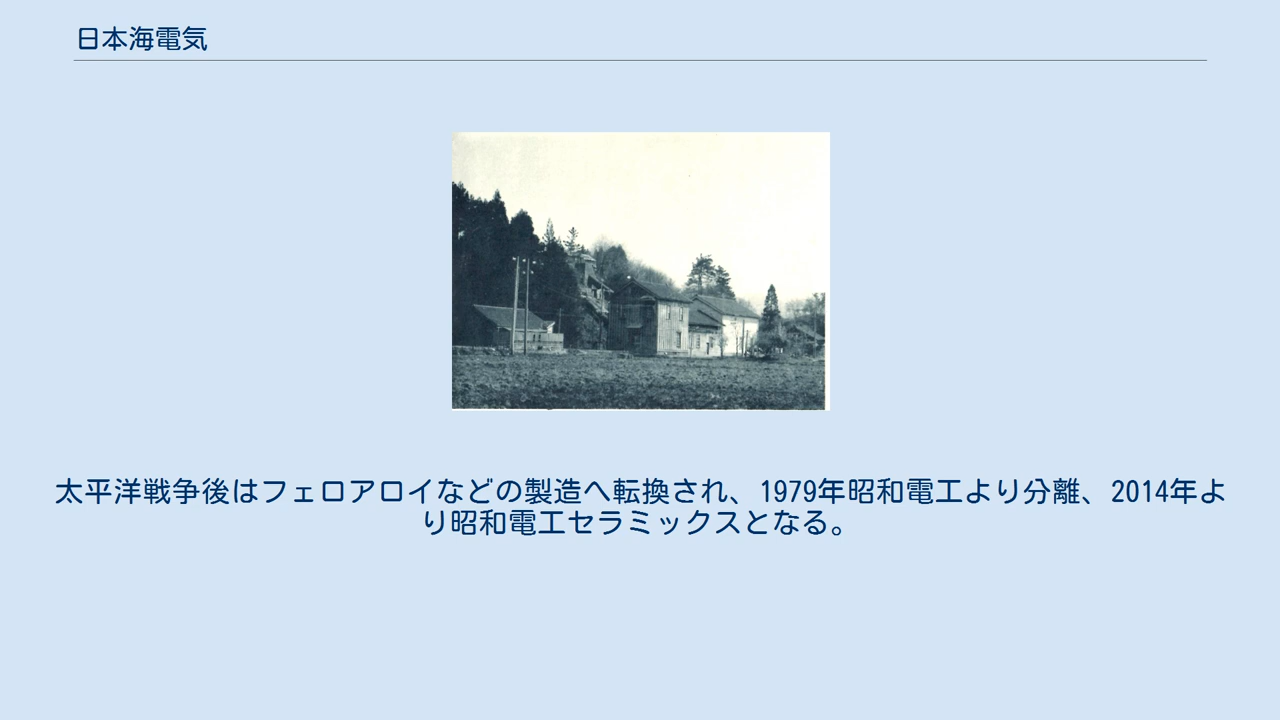 日本海電気
太平洋戦争後はフェロアロイなどの製造へ転換され、1979年昭和電工より分離、2014年よ
り昭和電工セラミックスとなる。